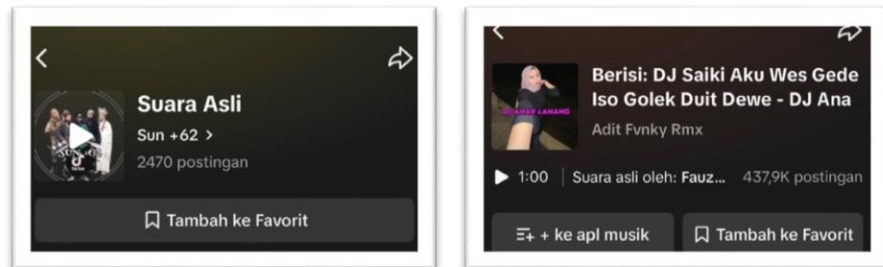 Suara Asli
Sun +62 >
2470 postingan
Tambah ke Favorit
Berisi: DJ Saiki Aku Wes Gede
Iso Golek Duit Dewe - DJ Ana
Adit Fvnky Rmx
1:00 | Suara asli oleh: Fauz... 437,9K postingan
+ ke apl musik
Tambah ke Favorit